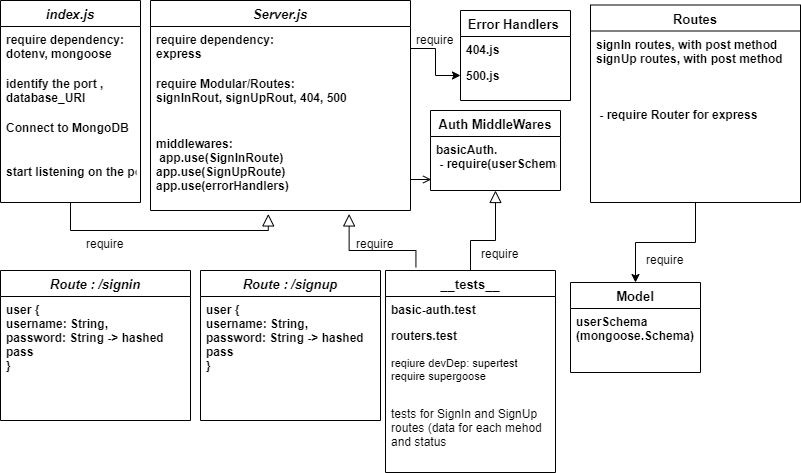 index.js
require dependency:
dotenv, mongoose
identify the port ,
database_URI
Connect to MongoDB
start listening on the
Server.js
require dependency:
express
require Modular/Routes:
signInRout, signUpRout, 404, 500
middlewares:
app.use(SignInRoute)
app.use(SignUpRoute)
app.use(errorHandlers)
require
Error Handlers
404.js
500.js
Auth MiddleWares
basicAuth.
- require(userSchem
Routes
signIn routes, with post method
signUp routes, with post method
- require Router for express
require
require
require
require
Route : /signin
user {
username: String,
password: String -> hashed
pass
}
Route : /signup
user {
username: String,
password: String -> hashed
pass
}
__tests__
basic-auth.test
routers.test
reqiure devDep: supertest
require supergoose
tests for SignIn and SignUp
routes (data for each mehod
and status
Model
userSchema
(mongoose.Schema)